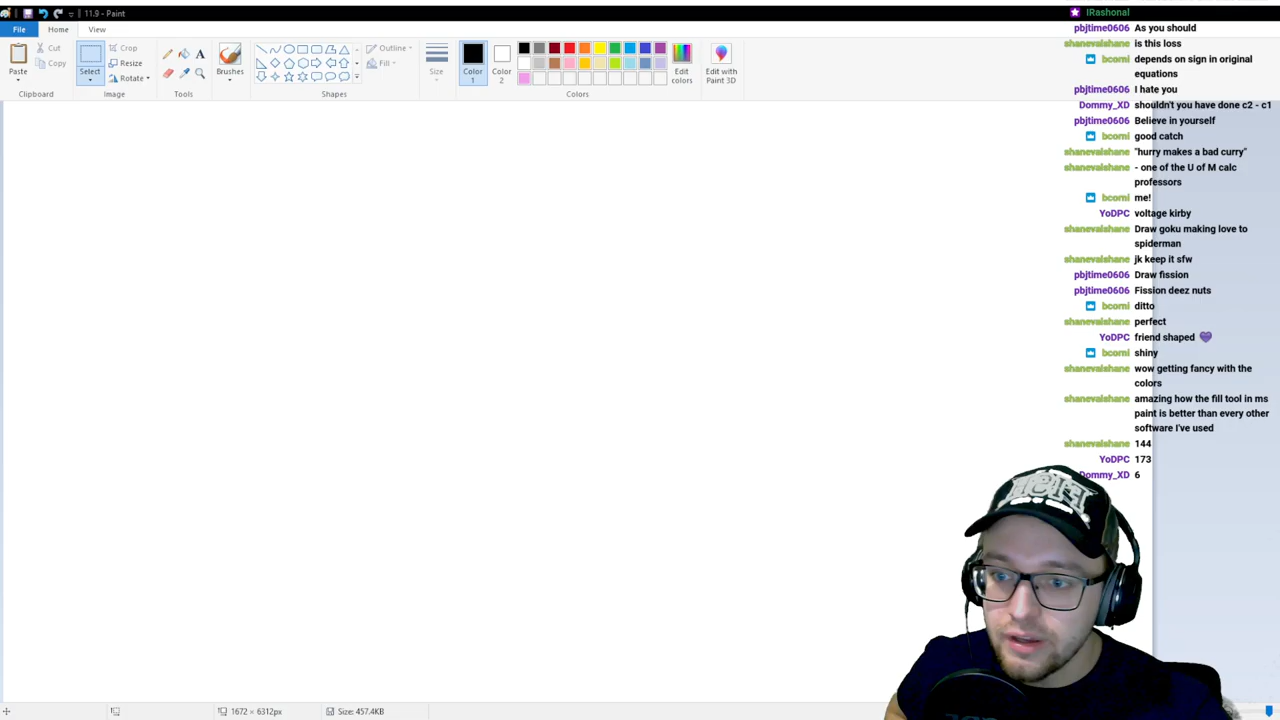 11.9 - Paint
File
Home
View
Paste
Cut
Copy
Clipboard
Select
Crop
Resize
Rotate
Image
Tools
Brushes
Outline
Fill
Shapes
Size
Color
1
Color
2
Edit
colors
Colors
Edit with
Paint 3D
1672 × 6312px
Size: 457.4KB
IRashonal
pbjtime0606 As you should
shanevalshane is this loss
bcorni depends on sign in original
equations
pbjtime0606 I hate you
Dommy_XD shouldn't you have done c2 - c1
pbjtime0606 Believe in yourself
bcorni good catch
shanevalshane "hurry makes a bad curry"
shanevalshane - one of the U of M calc
professors
bcorni me!
YoDPC voltage kirby
shanevalshane Draw goku making love to
spiderman
shanevalshane jk keep it sfw
pbjtime0606 Draw fission
pbjtime0606 Fission deez nuts
bcorni ditto
shanevalshane perfect
YoDPC friend shaped 💜
bcorni shiny
shanevalshane wow getting fancy with the
colors
shanevalshane amazing how the fill tool in ms
paint is better than every other
software I've used
shanevalshane 144
YoDPC 173
Dommy_XD 6